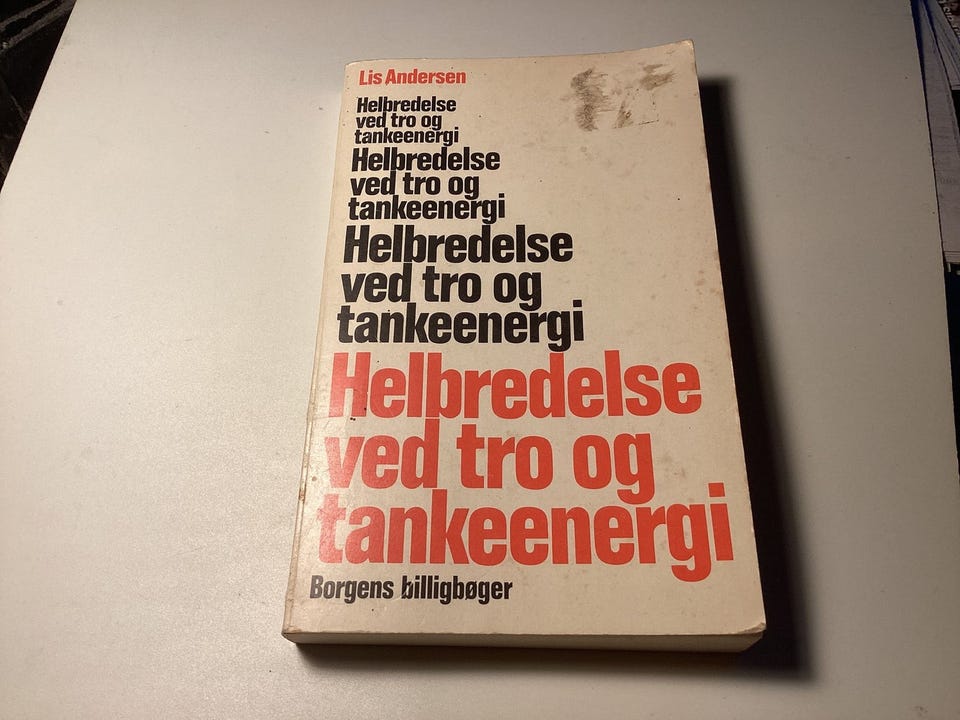 Lis Andersen
Helbredelse
ved tro og
tankeenergi
Helbredelse
ved tro og
tankeenergi
Helbredelse
ved tro og
tankeenergi
Helbredelse
ved tro og
tankeenergi
Borgens billigbøger